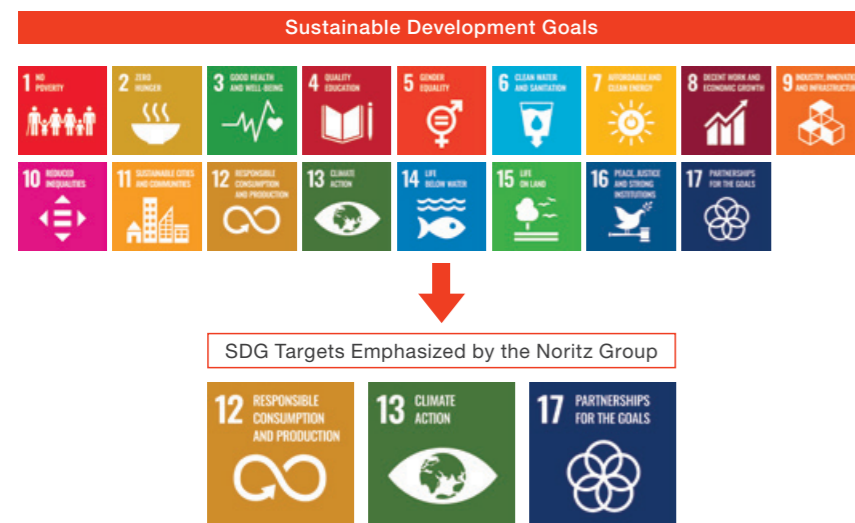 Sustainable Development Goals
1 NO
POVERTY
2 ZERO
HUNGER
3 GOOD HEALTH
AND WELL-BEING
4 QUALITY
EDUCATION
5 GENDER
EQUALITY
6 CLEAN WATER
AND SANITATION
7 AFFORDABLE AND
CLEAN ENERGY
8 DECENT WORK AND
ECONOMIC GROWTH
9 INDUSTRY, INNOVATION
AND INFRASTRUCTURE
10 REDUCED
INEQUALITIES
11 SUSTAINABLE CITIES
AND COMMUNITIES
12 RESPONSIBLE
CONSUMPTION
AND PRODUCTION
13 CLIMATE
ACTION
14 LIFE
BELOW WATER
15 LIFE
ON LAND
16 PEACE, JUSTICE
AND STRONG
INSTITUTIONS
17 PARTNERSHIPS
FOR THE GOALS
SDG Targets Emphasized by the Noritz Group
12 RESPONSIBLE
CONSUMPTION
AND PRODUCTION
13 CLIMATE
ACTION
17 PARTNERSHIPS
FOR THE GOALS